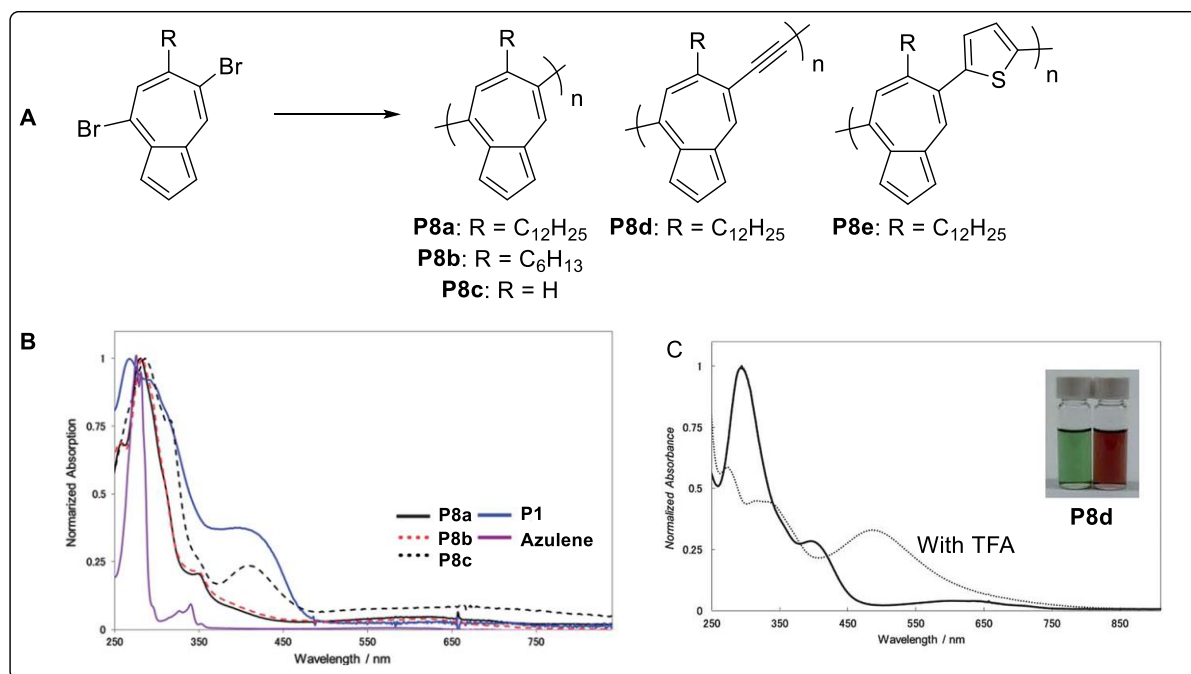 A
R
Br
Br
R
n
R
n
R
S
n
P8a: R = C₁₂H₂₅
P8b: R = C₆H₁₃
P8c: R = H
P8d: R = C₁₂H₂₅
P8e: R = C₁₂H₂₅
B
Normarized Absorption
1
0.75
0.5
0.25
0
250
350
450
550
650
750
Wavelength / nm
P8a
P8b
P8c
P1
Azulene
C
Normalized Absorbance
1
0.75
0.5
0.25
0
250
350
450
550
650
750
850
Wavelength / nm
With TFA
P8d